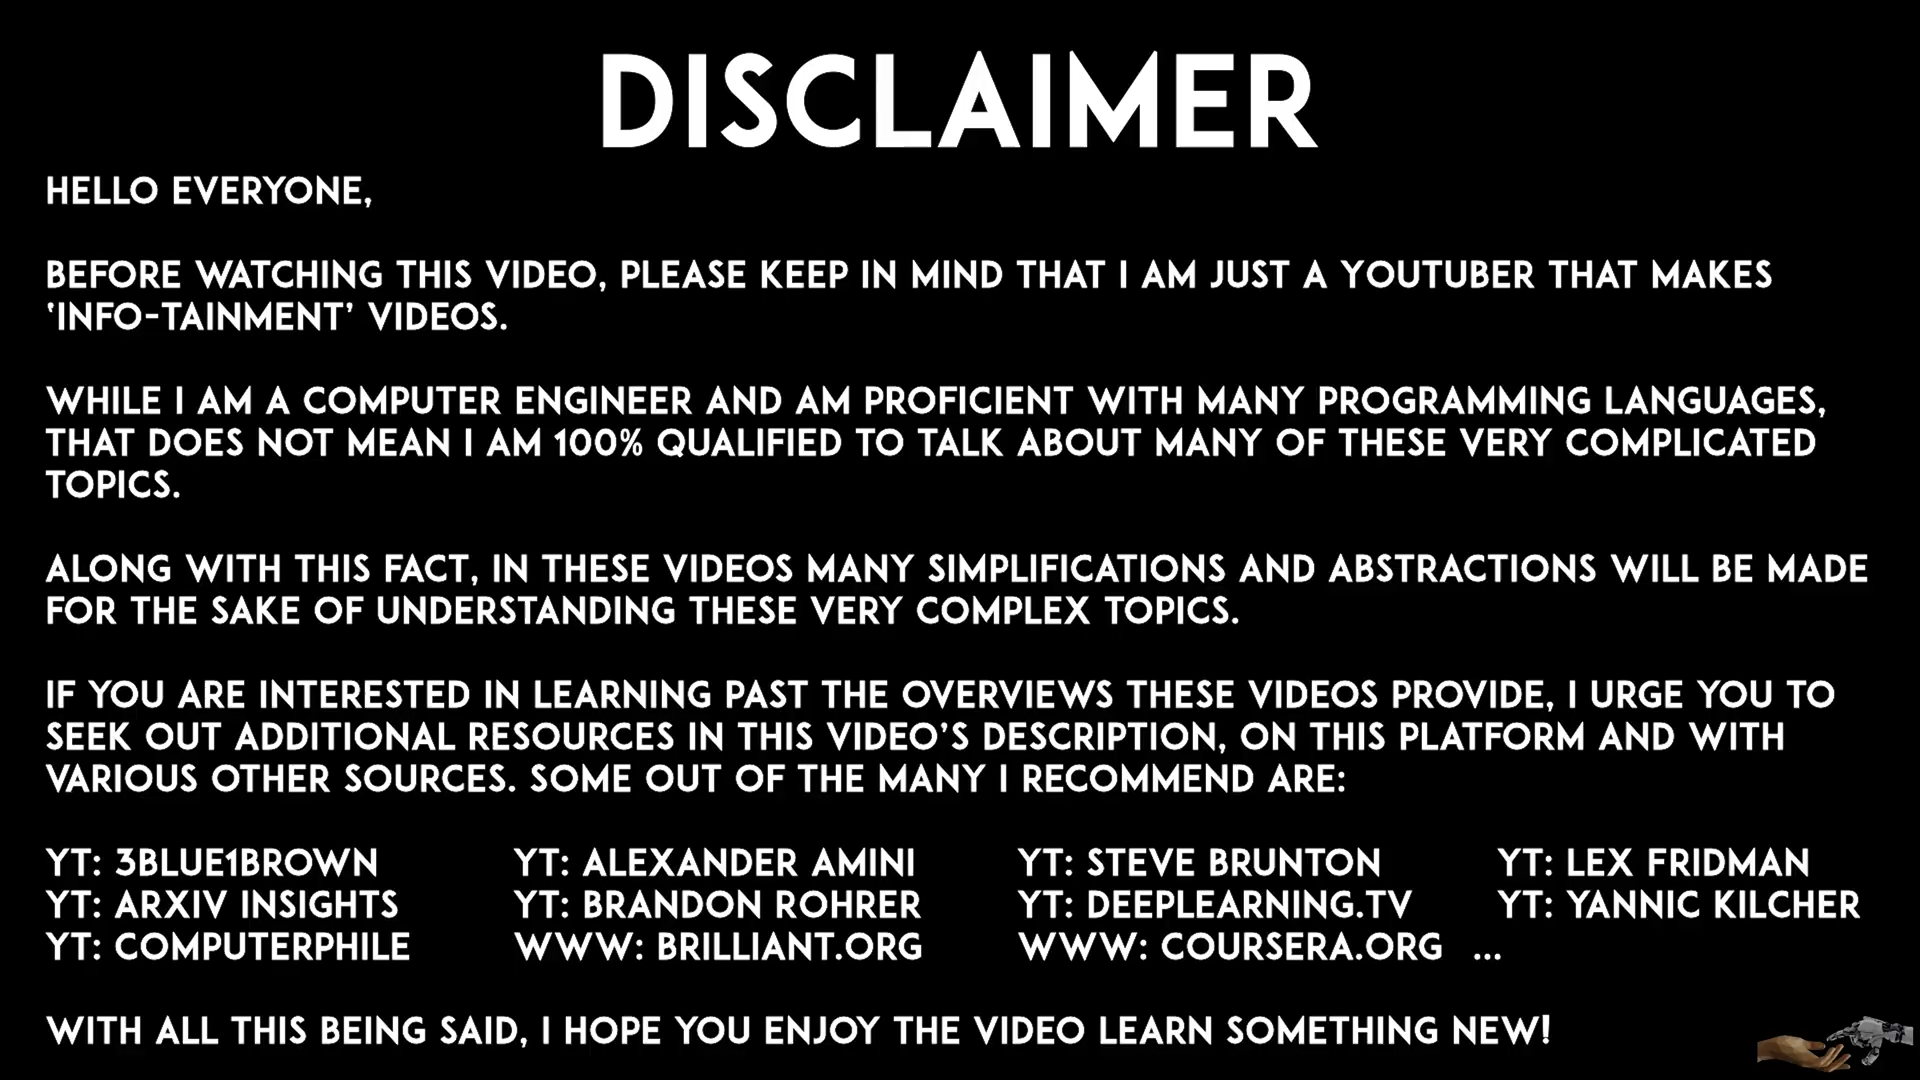 DISCLAIMER
HELLO EVERYONE,
BEFORE WATCHING THIS VIDEO, PLEASE KEEP IN MIND THAT I AM JUST A YOUTUBER THAT MAKES
‘INFO-TAINMENT’ VIDEOS.
WHILE I AM A COMPUTER ENGINEER AND AM PROFICIENT WITH MANY PROGRAMMING LANGUAGES,
THAT DOES NOT MEAN I AM 100% QUALIFIED TO TALK ABOUT MANY OF THESE VERY COMPLICATED
TOPICS.
ALONG WITH THIS FACT, IN THESE VIDEOS MANY SIMPLIFICATIONS AND ABSTRACTIONS WILL BE MADE
FOR THE SAKE OF UNDERSTANDING THESE VERY COMPLEX TOPICS.
IF YOU ARE INTERESTED IN LEARNING PAST THE OVERVIEWS THESE VIDEOS PROVIDE, I URGE YOU TO
SEEK OUT ADDITIONAL RESOURCES IN THIS VIDEO’S DESCRIPTION, ON THIS PLATFORM AND WITH
VARIOUS OTHER SOURCES. SOME OUT OF THE MANY I RECOMMEND ARE:
YT: 3BLUE1BROWN YT: ALEXANDER AMINI YT: STEVE BRUNTON YT: LEX FRIDMAN
YT: ARXIV INSIGHTS YT: BRANDON ROHRER YT: DEEPLEARNING.TV YT: YANNIC KILCHER
YT: COMPUTERPHILE WWW: BRILLIANT.ORG WWW: COURSERA.ORG ...
WITH ALL THIS BEING SAID, I HOPE YOU ENJOY THE VIDEO LEARN SOMETHING NEW!